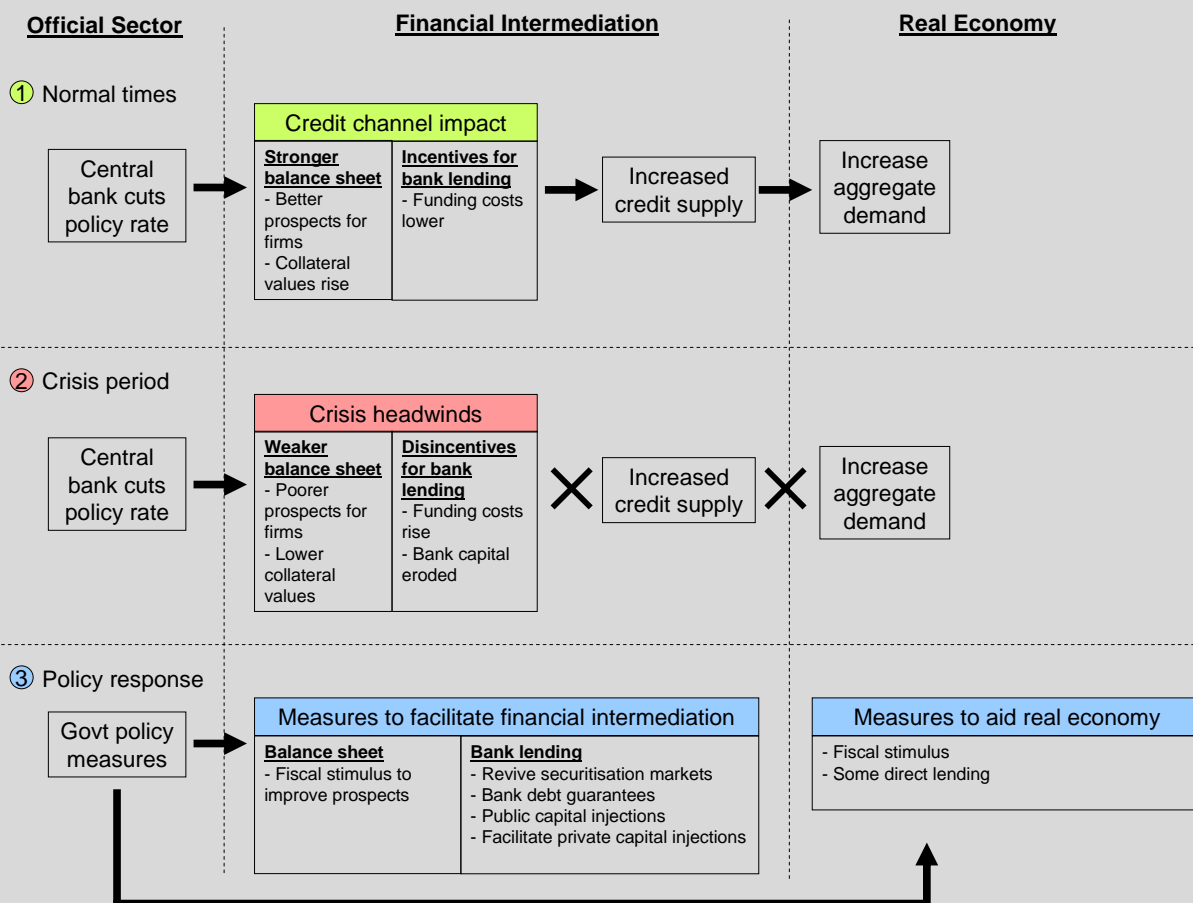 Official Sector
Financial Intermediation
Real Economy
1 Normal times
Central
bank cuts
policy rate
Credit channel impact
Stronger
balance sheet
- Better
prospects for
firms
- Collateral
values rise
Incentives for
bank lending
- Funding costs
lower
Increased
credit supply
Increase
aggregate
demand
2 Crisis period
Central
bank cuts
policy rate
Crisis headwinds
Weaker
balance sheet
- Poorer
prospects for
firms
- Lower
collateral
values
Disincentives
for bank
lending
- Funding costs
rise
- Bank capital
eroded
Increased
credit supply
Increase
aggregate
demand
3 Policy response
Govt policy
measures
Measures to facilitate financial intermediation
Balance sheet
- Fiscal stimulus to
improve prospects
Bank lending
- Revive securitisation markets
- Bank debt guarantees
- Public capital injections
- Facilitate private capital injections
Measures to aid real economy
- Fiscal stimulus
- Some direct lending